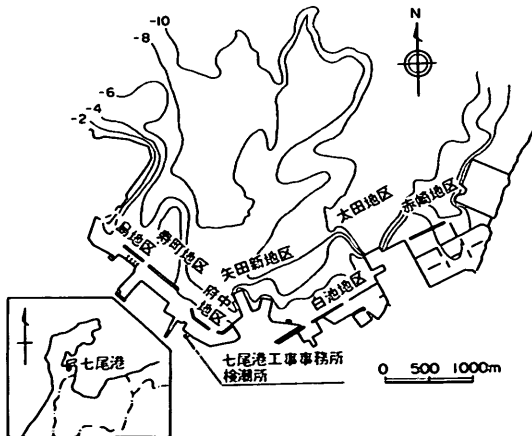 -10
-8
-6
-4
-2
N
小島地区
寿町地区
府中
地区
矢田新地区
太田地区
赤崎地区
白池地区
七尾港
七尾港工事事務所
検潮所
0 500 1000m